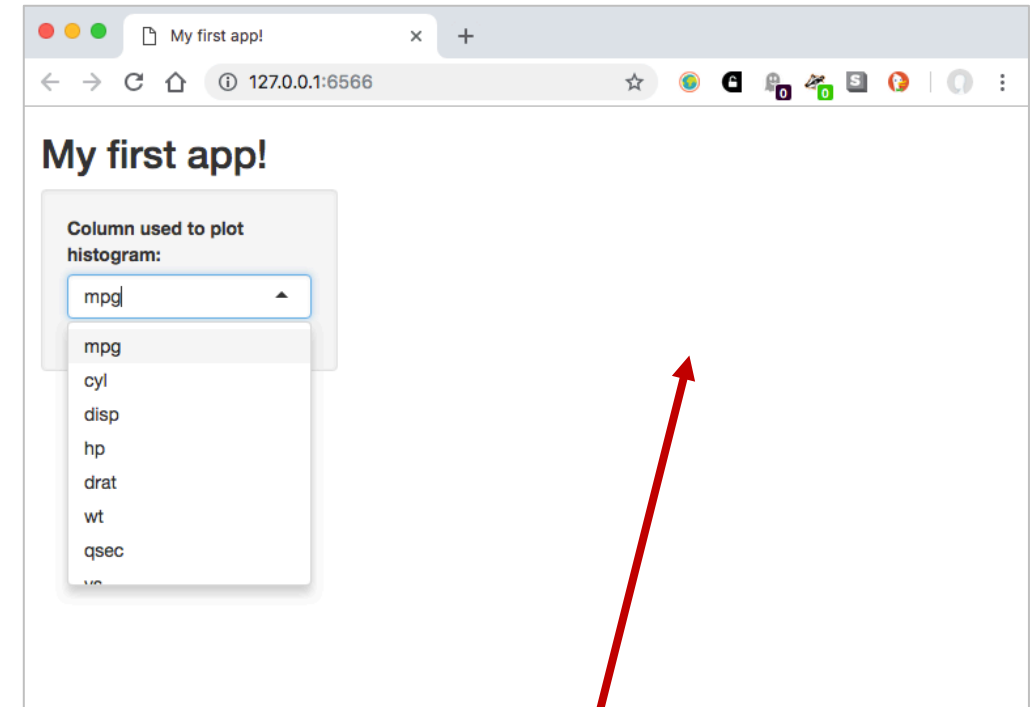 My first app!
127.0.0.1:6566
S
0
0
My first app!
Column used to plot
histogram:
mpg
mpg
cyl
disp
hp
drat
wt
qsec
vs